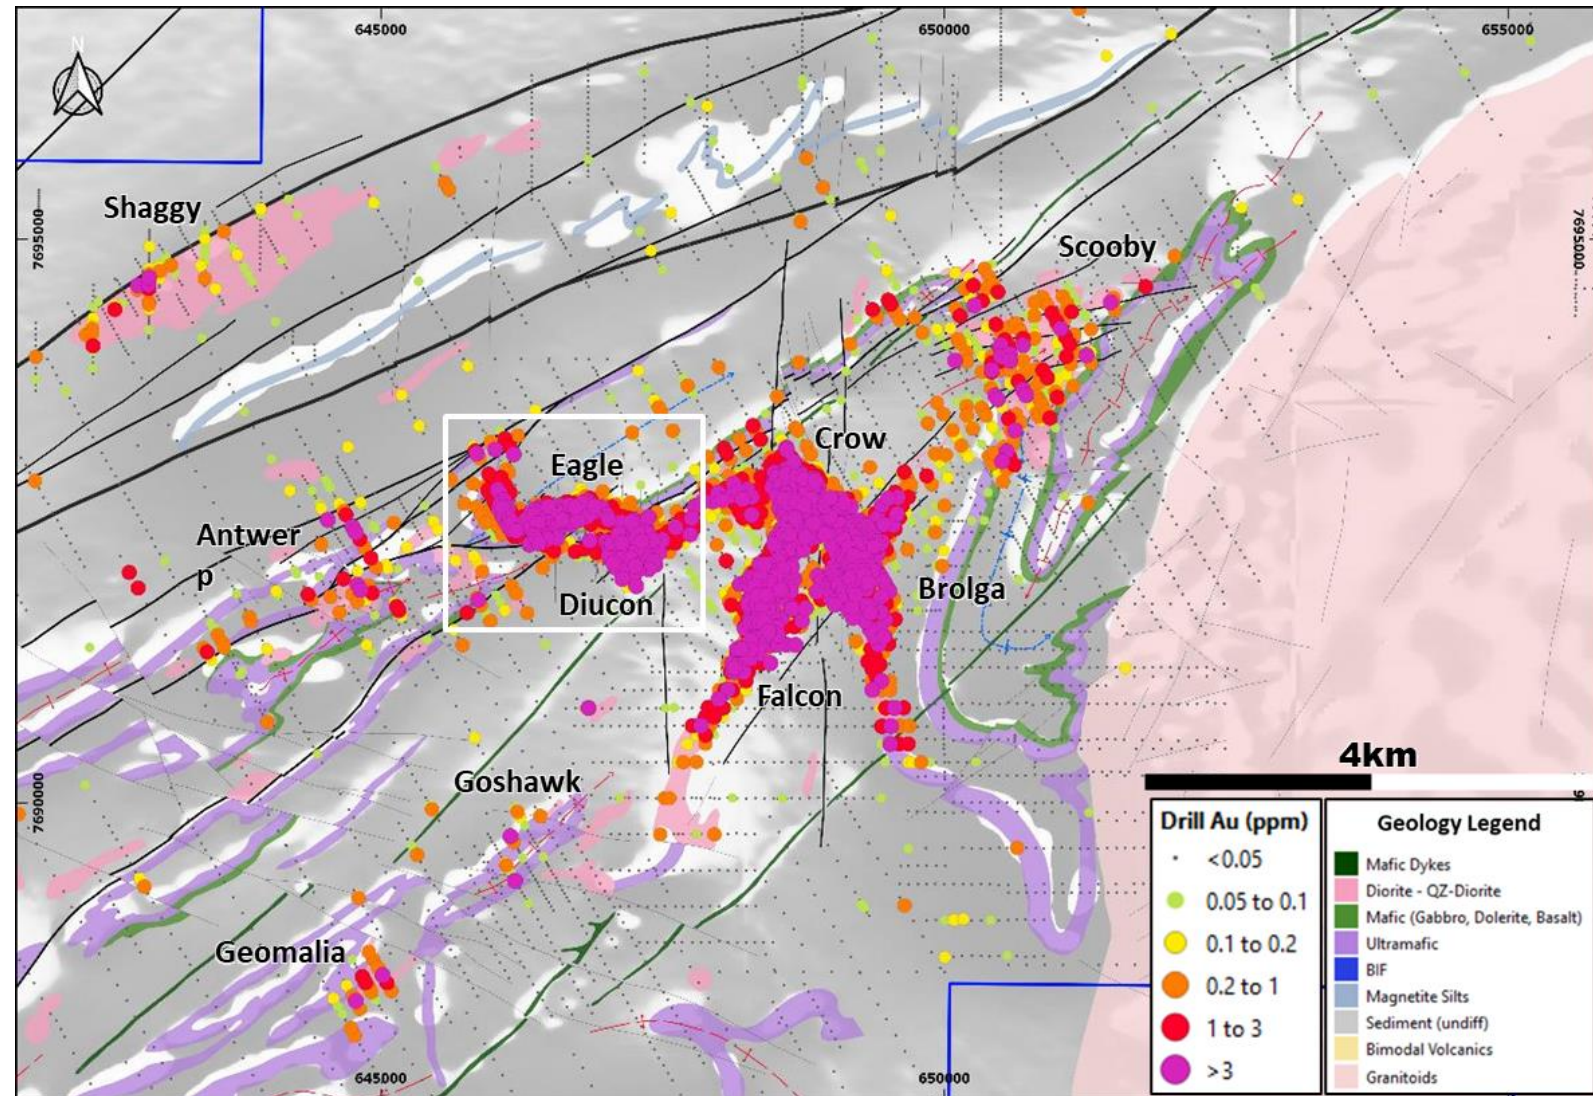 645000
650000
655000
N
Shaggy
7695000
7695000
Scooby
Crow
Eagle
Antwer
p
Diucon
Brolga
Falcon
4km
Goshawk
7690000
Geomalia
645000
650000
Drill Au (ppm)
<0.05
0.05 to 0.1
0.1 to 0.2
0.2 to 1
1 to 3
>3
Geology Legend
Mafic Dykes
Diorite - QZ-Diorite
Mafic (Gabbro, Dolerite, Basalt)
Ultramafic
BIF
Magnetite Silts
Sediment (undiff)
Bimodal Volcanics
Granitoids